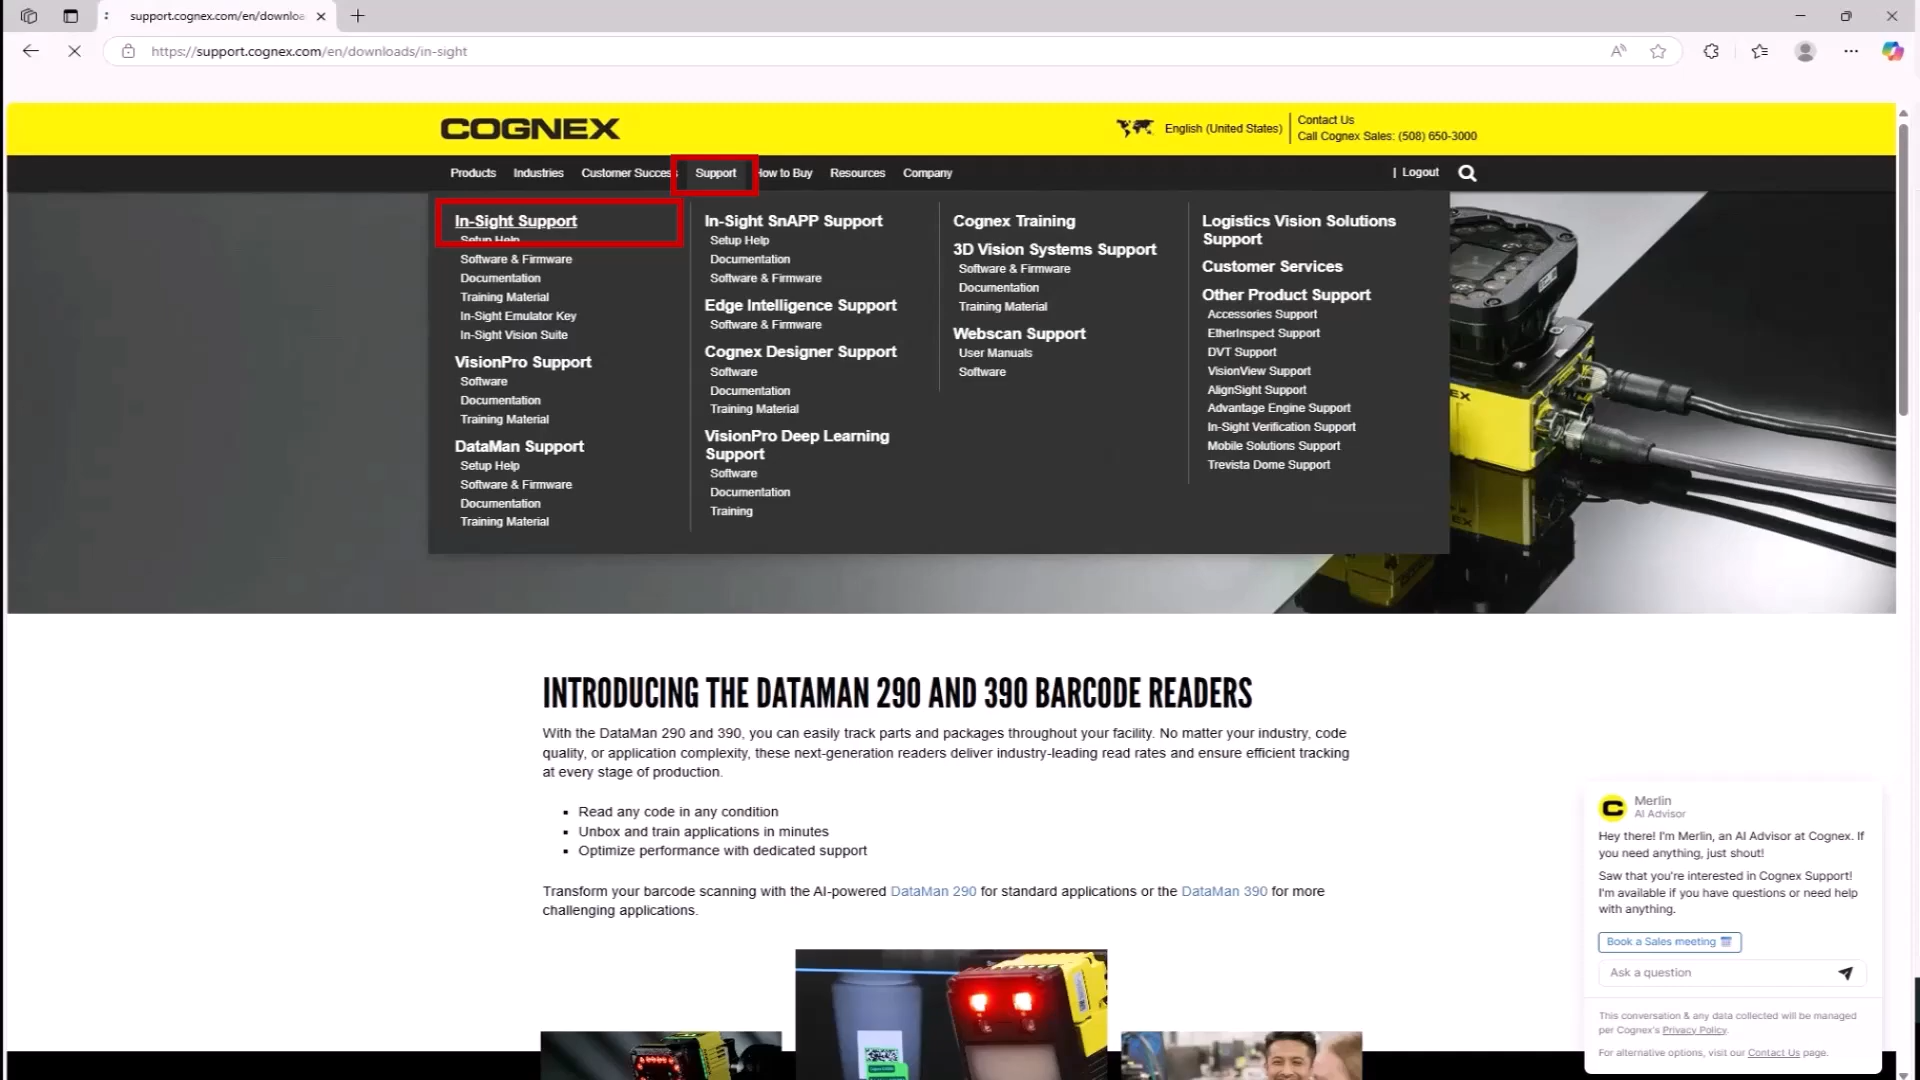 support.cognex.com/en/downloa
https://support.cognex.com/en/downloads/in-sight
COGNEX
English (United States)
Contact Us
Call Cognex Sales: (508) 650-3000
Products
Industries
Customer Success
Support
How to Buy
Resources
Company
| Logout
In-Sight Support
Setup Help
Software & Firmware
Documentation
Training Material
In-Sight Emulator Key
In-Sight Vision Suite
VisionPro Support
Software
Documentation
Training Material
DataMan Support
Setup Help
Software & Firmware
Documentation
Training Material
In-Sight SnAPP Support
Setup Help
Documentation
Software & Firmware
Edge Intelligence Support
Software & Firmware
Cognex Designer Support
Software
Documentation
Training Material
VisionPro Deep Learning
Support
Software
Documentation
Training
Cognex Training
3D Vision Systems Support
Software & Firmware
Documentation
Training Material
Webscan Support
User Manuals
Software
Logistics Vision Solutions
Support
Customer Services
Other Product Support
Accessories Support
EtherInspect Support
DVT Support
VisionView Support
AlignSight Support
Advantage Engine Support
In-Sight Verification Support
Mobile Solutions Support
Trevista Dome Support
INTRODUCING THE DATAMAN 290 AND 390 BARCODE READERS
With the DataMan 290 and 390, you can easily track parts and packages throughout your facility. No matter your industry, code
quality, or application complexity, these next-generation readers deliver industry-leading read rates and ensure efficient tracking
at every stage of production.
▪ Read any code in any condition
▪ Unbox and train applications in minutes
▪ Optimize performance with dedicated support
Transform your barcode scanning with the AI-powered DataMan 290 for standard applications or the DataMan 390 for more
challenging applications.
Merlin
AI Advisor
Hey there! I'm Merlin, an AI Advisor at Cognex. If
you need anything, just shout!
Saw that you're interested in Cognex Support!
I'm available if you have questions or need help
with anything.
Book a Sales meeting
Ask a question
This conversation & any data collected will be managed
per Cognex's Privacy Policy.
For alternative options, visit our Contact Us page.